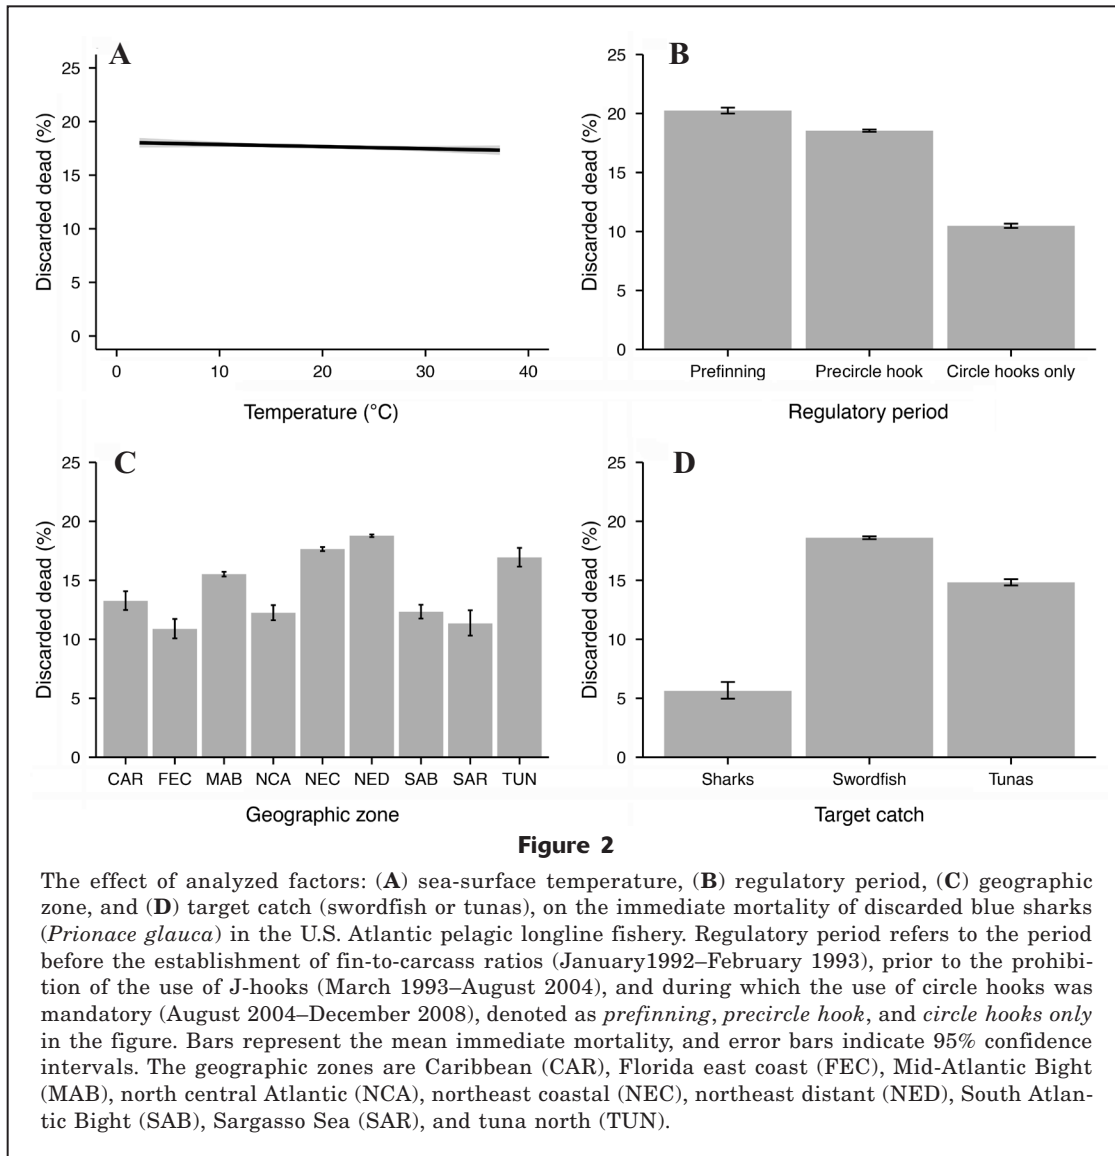 A
25
20
15
10
5
0
Discarded dead (%)
0 10 20 30 40
Temperature (°C)
B
25
20
15
10
5
0
Discarded dead (%)
Prefinning Precircle hook Circle hooks only
Regulatory period
C
25
20
15
10
5
0
Discarded dead (%)
CAR FEC MAB NCA NEC NED SAB SAR TUN
Geographic zone
D
25
20
15
10
5
0
Discarded dead (%)
Sharks Swordfish Tunas
Target catch
Figure 2
The effect of analyzed factors: (A) sea-surface temperature, (B) regulatory period, (C) geographic
zone, and (D) target catch (swordfish or tunas), on the immediate mortality of discarded blue sharks
(Prionace glauca) in the U.S. Atlantic pelagic longline fishery. Regulatory period refers to the period
before the establishment of fin-to-carcass ratios (January1992–February 1993), prior to the prohibi-
tion of the use of J-hooks (March 1993–August 2004), and during which the use of circle hooks was
mandatory (August 2004–December 2008), denoted as prefinning, precircle hook, and circle hooks only
in the figure. Bars represent the mean immediate mortality, and error bars indicate 95% confidence
intervals. The geographic zones are Caribbean (CAR), Florida east coast (FEC), Mid-Atlantic Bight
(MAB), north central Atlantic (NCA), northeast coastal (NEC), northeast distant (NED), South Atlan-
tic Bight (SAB), Sargasso Sea (SAR), and tuna north (TUN).